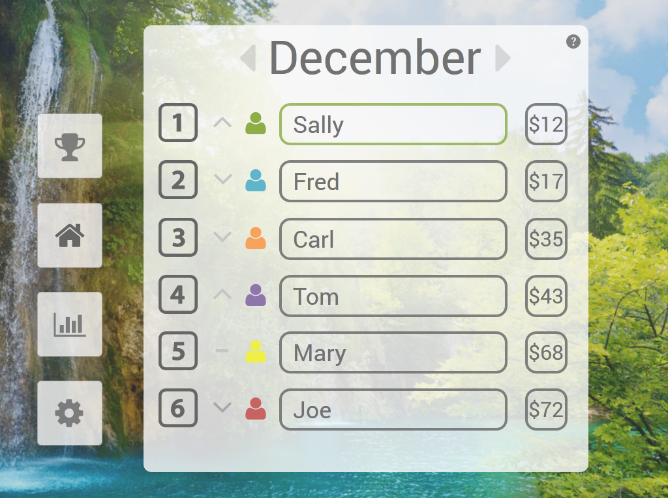 December
?
1 Sally $12
2 Fred $17
3 Carl $35
4 Tom $43
5 Mary $68
6 Joe $72